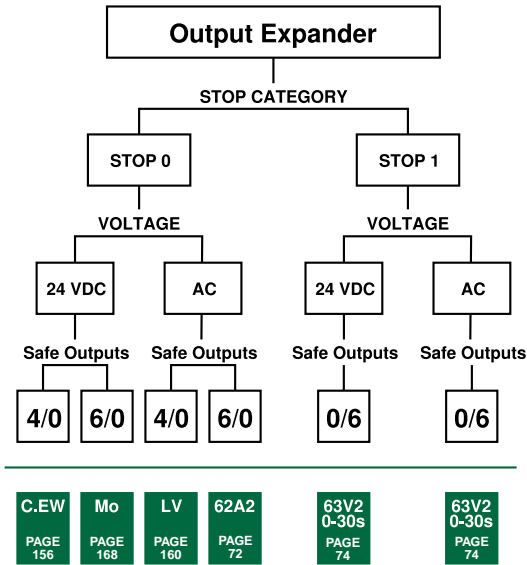 Output Expander
STOP CATEGORY
STOP 0 STOP 1
VOLTAGE VOLTAGE
24 VDC AC 24 VDC AC
Safe Outputs Safe Outputs Safe Outputs Safe Outputs
4/0 6/0 4/0 6/0 0/6 0/6
C.EW Mo LV 62A2 63V2 63V2
0-30s 0-30s
PAGE PAGE PAGE PAGE PAGE PAGE
156 168 160 72 74 74